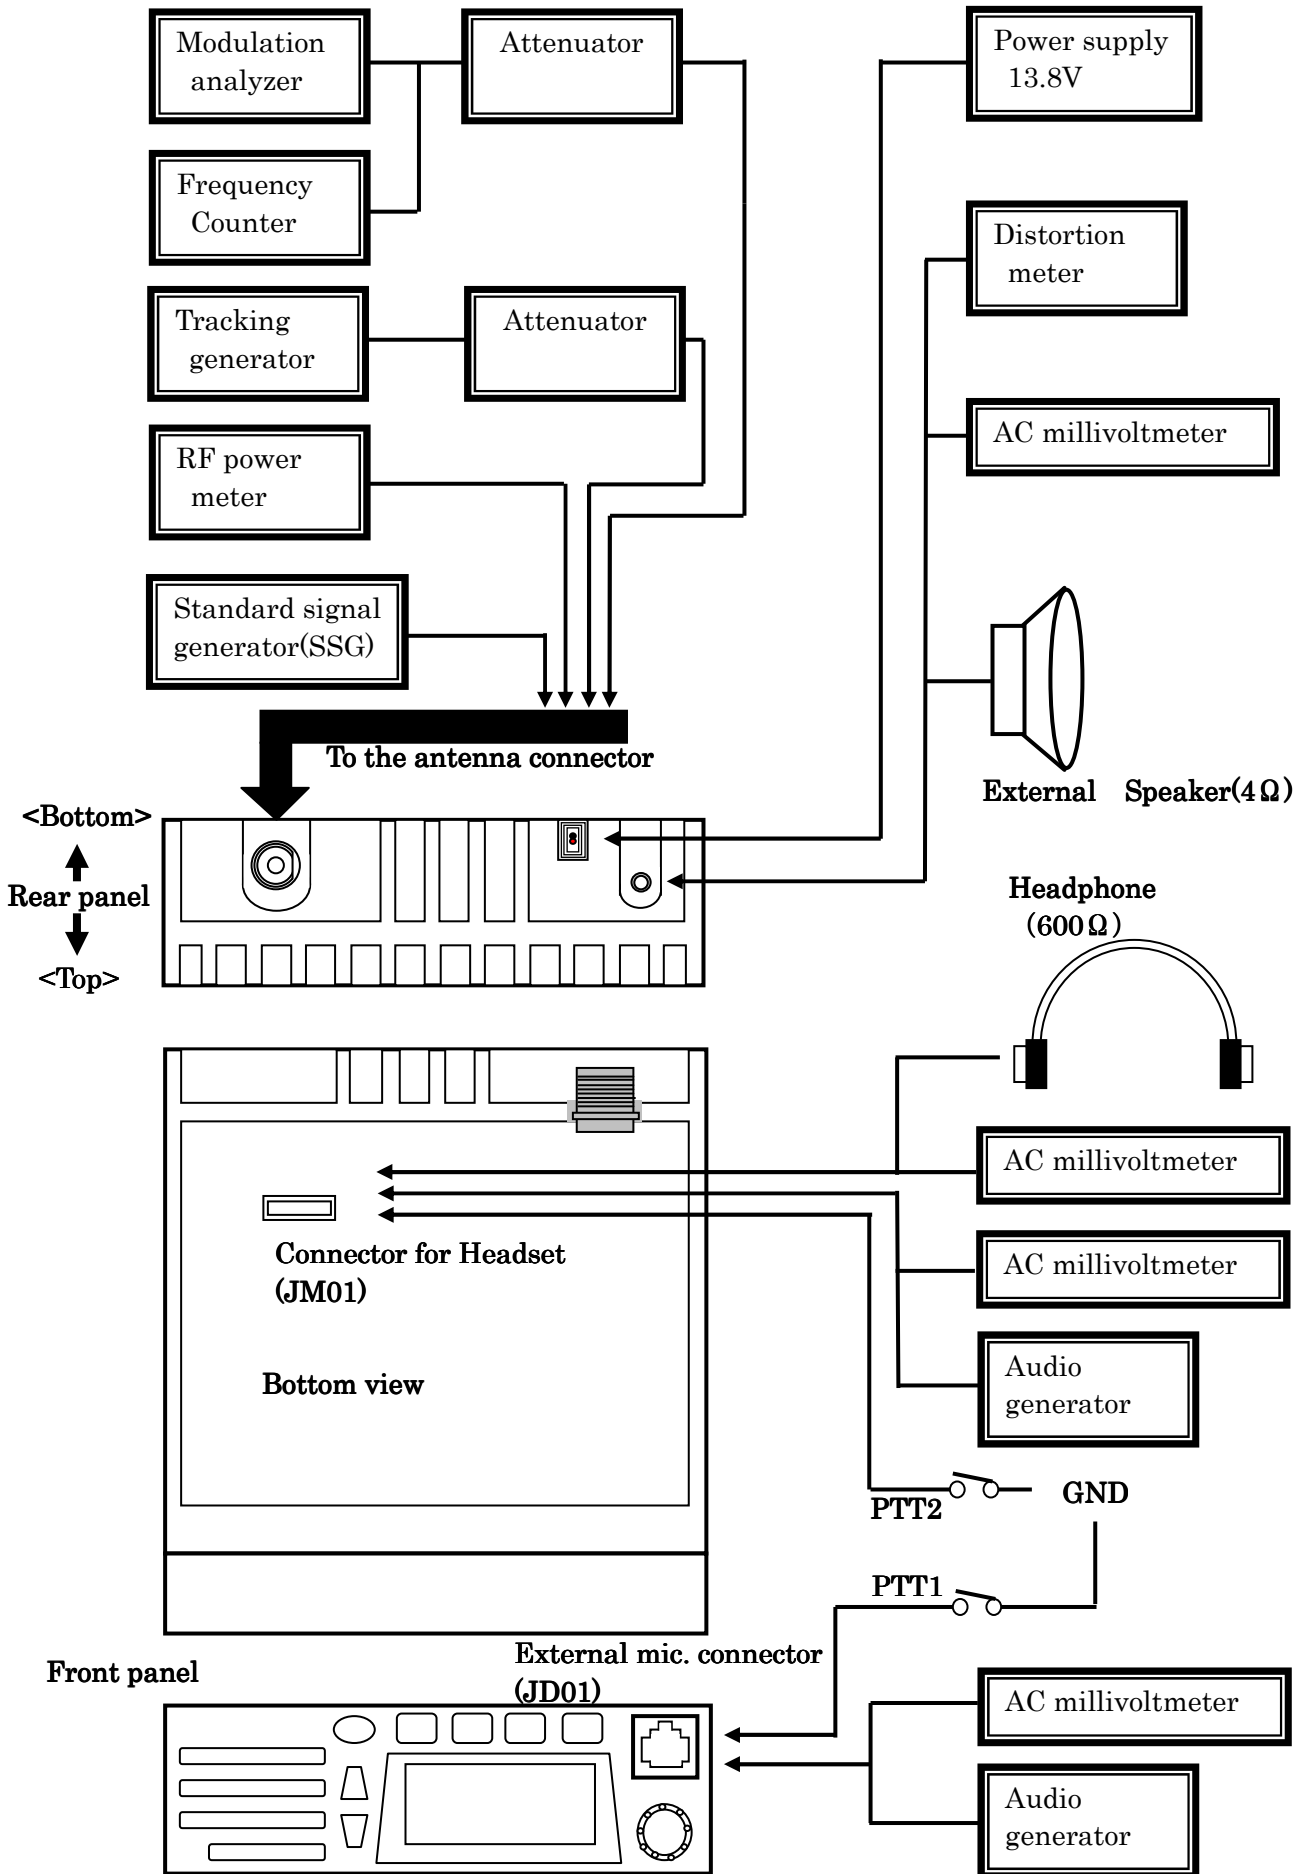 Modulation
analyzer
Attenuator
Power supply
13.8V
Frequency
Counter
Distortion
meter
Tracking
generator
Attenuator
AC millivoltmeter
RF power
meter
Standard signal
generator(SSG)
To the antenna connector
External Speaker(4Ω)
<Bottom>
Rear panel
<Top>
Headphone
(600Ω)
AC millivoltmeter
Connector for Headset
(JM01)
AC millivoltmeter
Bottom view
Audio
generator
PTT2
GND
PTT1
External mic. connector
(JD01)
Front panel
AC millivoltmeter
Audio
generator